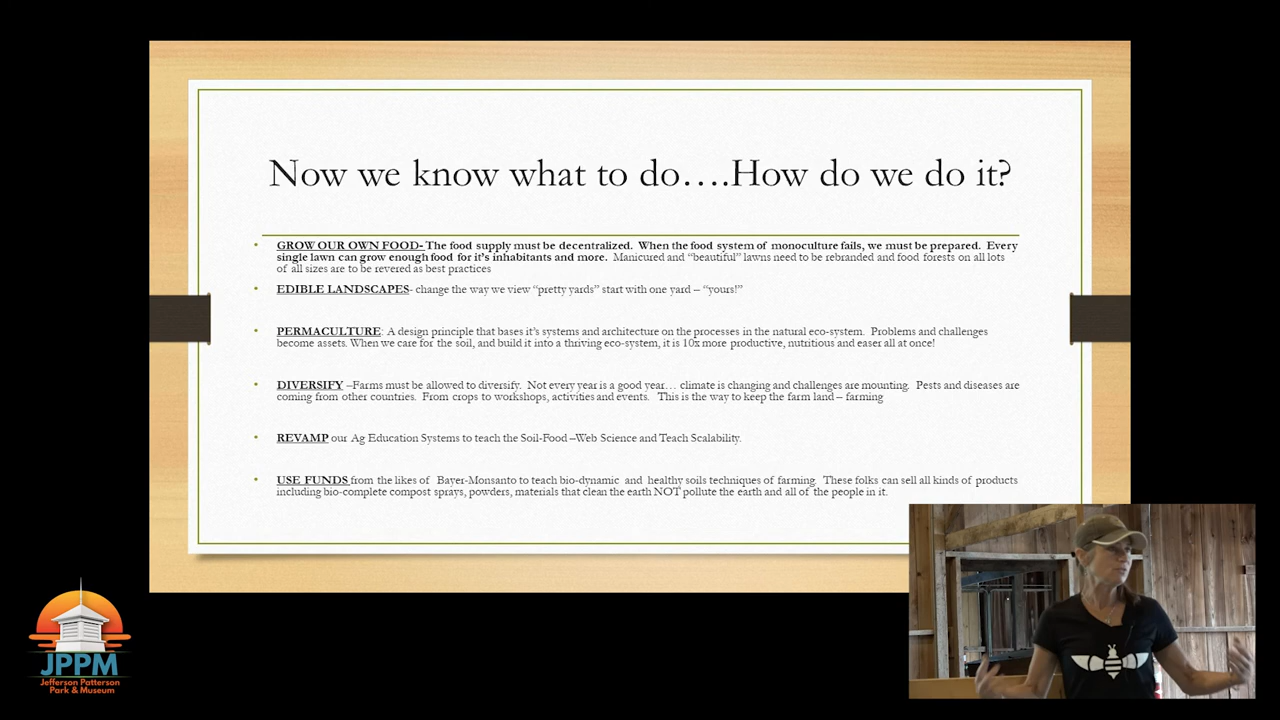 Now we know what to do….How do we do it?
• GROW OUR OWN FOOD- The food supply must be decentralized. When the food system of monoculture fails, we must be prepared. Every
single lawn can grow enough food for it's inhabitants and more. Manicured and “beautiful” lawns need to be rebranded and food forests on all lots
of all sizes are to be revered as best practices
• EDIBLE LANDSCAPES- change the way we view “pretty yards” start with one yard – “yours!”
• PERMACULTURE: A design principle that bases it's systems and architecture on the processes in the natural eco-system. Problems and challenges
become assets. When we care for the soil, and build it into a thriving eco-system, it is 10x more productive, nutritious and easer all at once!
• DIVERSIFY –Farms must be allowed to diversify. Not every year is a good year… climate is changing and challenges are mounting. Pests and diseases are
coming from other countries. From crops to workshops, activities and events. This is the way to keep the farm land – farming
• REVAMP our Ag Education Systems to teach the Soil-Food –Web Science and Teach Scalability.
• USE FUNDS from the likes of Bayer-Monsanto to teach bio-dynamic and healthy soils techniques of farming. These folks can sell all kinds of products
including bio-complete compost sprays, powders, materials that clean the earth NOT pollute the earth and all of the people in it.
JPPM
Jefferson Patterson
Park & Museum